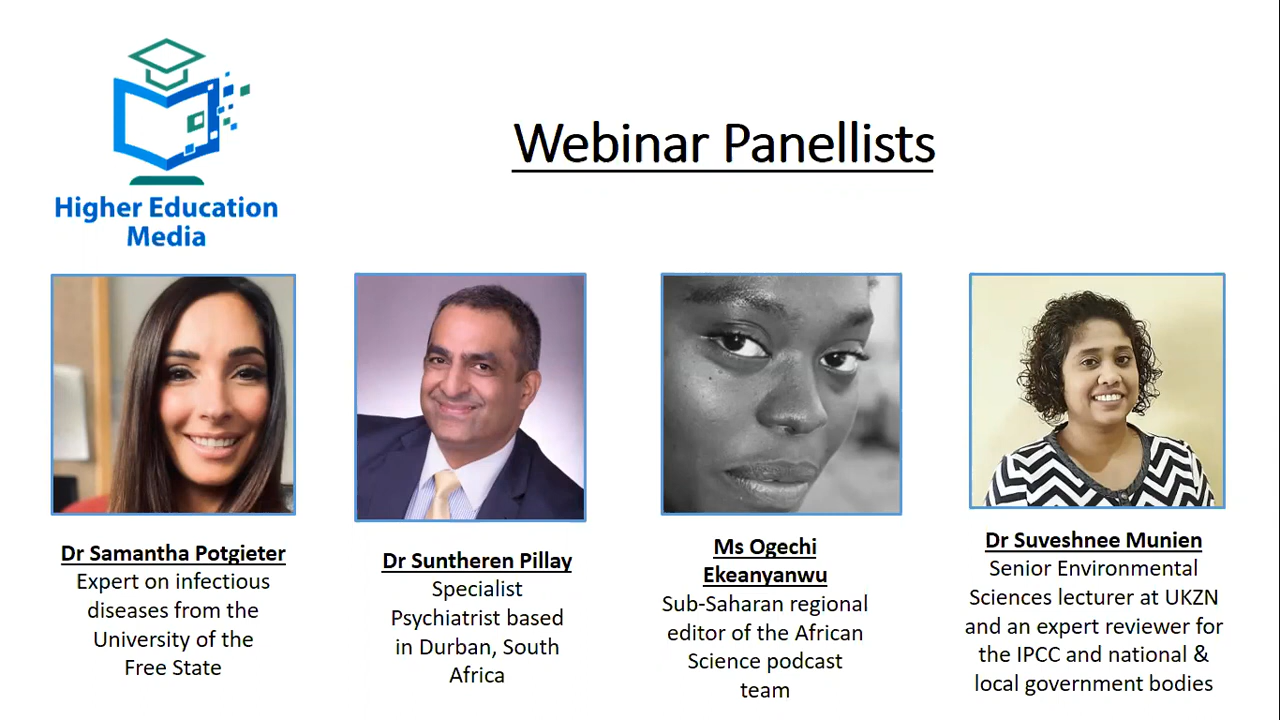 Higher Education
Media
Webinar Panellists
Dr Samantha Potgieter
Expert on infectious
diseases from the
University of the
Free State
Dr Suntheren Pillay
Specialist
Psychiatrist based
in Durban, South
Africa
Ms Ogechi
Ekeanyanwu
Sub-Saharan regional
editor of the African
Science podcast
team
Dr Suveshnee Munien
Senior Environmental
Sciences lecturer at UKZN
and an expert reviewer for
the IPCC and national &
local government bodies